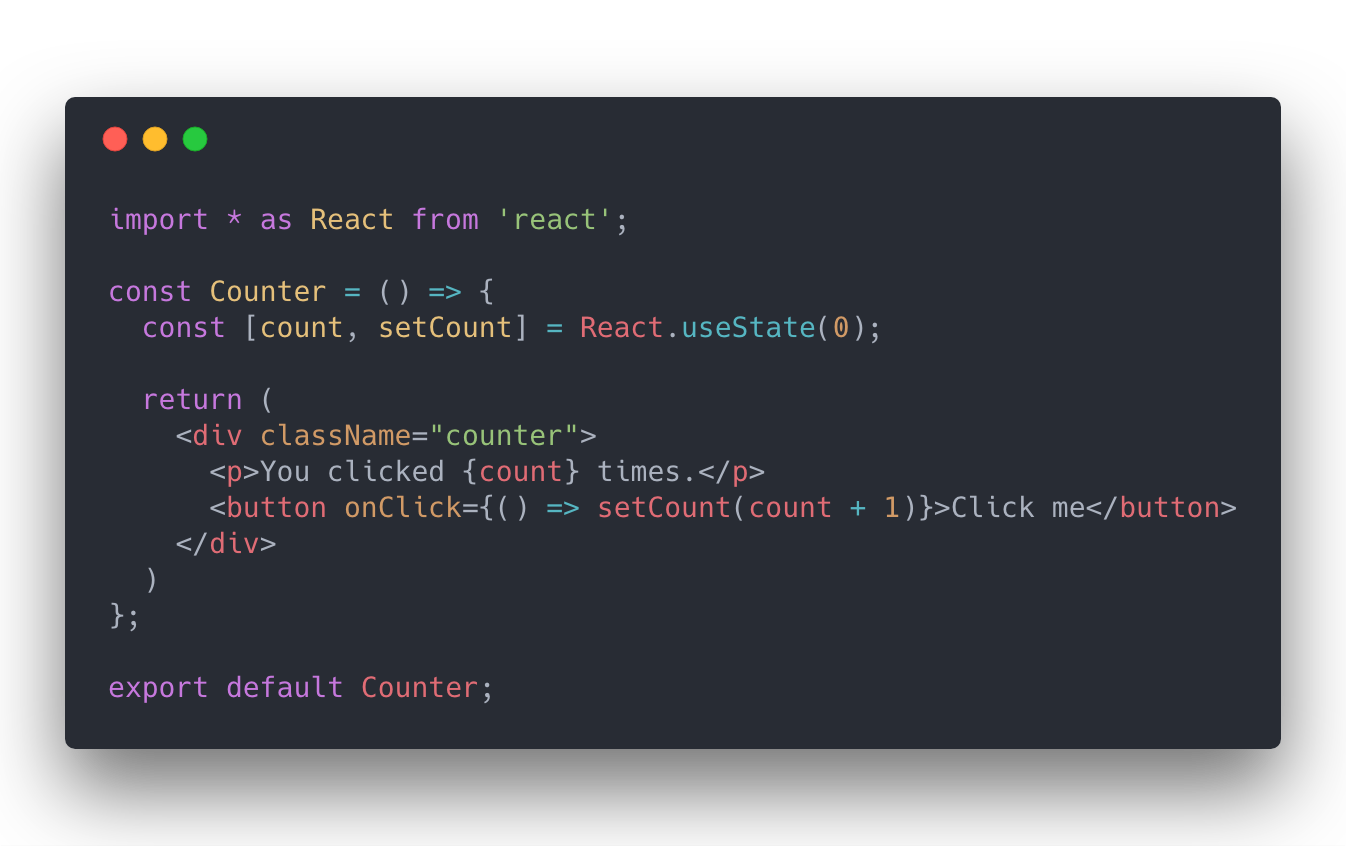 import * as React from 'react';

const Counter = () => {
  const [count, setCount] = React.useState(0);

  return (
    <div className="counter">
      <p>You clicked {count} times.</p>
      <button onClick={() => setCount(count + 1)}>Click me</button>
    </div>
  )
};

export default Counter;